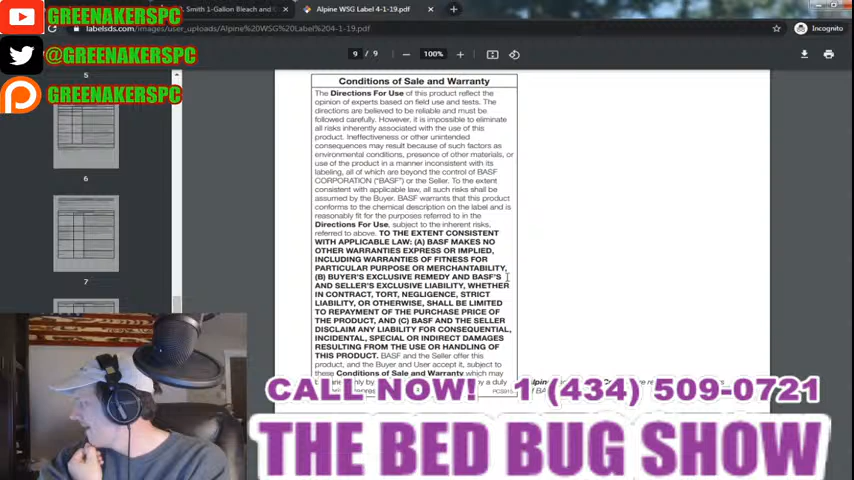 GREENAKERSPC
@GREENAKERSPC
GREENAKERSPC
Smith 1-Gallon Bleach and C
Alpine WSG Label 4-1-19.pdf
labelsds.com/images/user_uploads/Alpine%20WSG%20Label%204-1-19.pdf
Incognito
9 / 9
100%
5
6
7
Conditions of Sale and Warranty
The Directions For Use of this product reflect the
opinion of experts based on field use and tests. The
directions are believed to be reliable and must be
followed carefully. However, it is impossible to eliminate
all risks inherently associated with the use of this
product. Ineffectiveness or other unintended
consequences may result because of such factors as
environmental conditions, presence of other materials, or
use of the product in a manner inconsistent with its
labeling, all of which are beyond the control of BASF
CORPORATION ("BASF") or the Seller. To the extent
consistent with applicable law, all such risks shall be
assumed by the Buyer. BASF warrants that this product
conforms to the chemical description on the label and is
reasonably fit for the purposes referred to in the
Directions For Use, subject to the inherent risks,
referred to above. TO THE EXTENT CONSISTENT
WITH APPLICABLE LAW: (A) BASF MAKES NO
OTHER WARRANTIES EXPRESS OR IMPLIED,
INCLUDING WARRANTIES OF FITNESS FOR
PARTICULAR PURPOSE OR MERCHANTABILITY,
(B) BUYER'S EXCLUSIVE REMEDY AND BASF'S
AND SELLER'S EXCLUSIVE LIABILITY, WHETHER
IN CONTRACT, TORT, NEGLIGENCE, STRICT
LIABILITY, OR OTHERWISE, SHALL BE LIMITED
TO REPAYMENT OF THE PURCHASE PRICE OF
THE PRODUCT, AND (C) BASF AND THE SELLER
DISCLAIM ANY LIABILITY FOR CONSEQUENTIAL,
INCIDENTAL, SPECIAL OR INDIRECT DAMAGES
RESULTING FROM THE USE OR HANDLING OF
THIS PRODUCT. BASF and the Seller offer this
product, and the Buyer and User accept it, subject to
these Conditions of Sale and Warranty which may
by a duly
CALL NOW! 1 (434) 509-0721
THE BED BUG SHOW